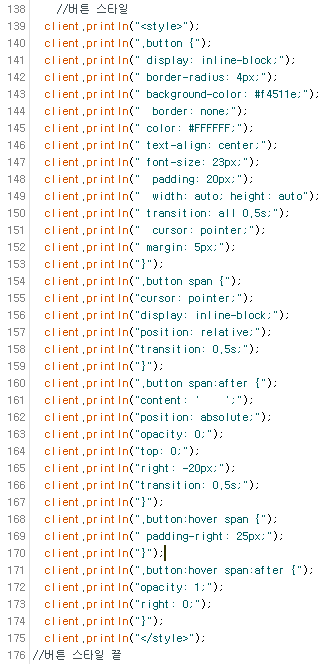 138 //버튼 스타일
139 client.println("<style>");
140 client.println(".button {");
141 client.println(" display: inline-block;");
142 client.println(" border-radius: 4px;");
143 client.println(" background-color: #f4511e;");
144 client.println("  border: none;");
145 client.println(" color: #FFFFFF;");
146 client.println(" text-align: center;");
147 client.println(" font-size: 23px;");
148 client.println("  padding: 20px;");
149 client.println("  width: auto; height: auto");
150 client.println(" transition: all 0.5s;");
151 client.println("  cursor: pointer;");
152 client.println(" margin: 5px;");
153 client.println("}");
154 client.println(".button span {");
155 client.println("cursor: pointer;");
156 client.println("display: inline-block;");
157 client.println("position: relative;");
158 client.println("transition: 0.5s;");
159 client.println("}");
160 client.println(".button span:after {");
161 client.println("content: '    ';");
162 client.println("position: absolute;");
163 client.println("opacity: 0;");
164 client.println("top: 0;");
165 client.println("right: -20px;");
166 client.println("transition: 0.5s;");
167 client.println("}");
168 client.println(".button:hover span {");
169 client.println(" padding-right: 25px;");
170 client.println("}");
171 client.println(".button:hover span:after {");
172 client.println("opacity: 1;");
173 client.println("right: 0;");
174 client.println("}");
175 client.println("</style>");
176 //버튼 스타일 끝